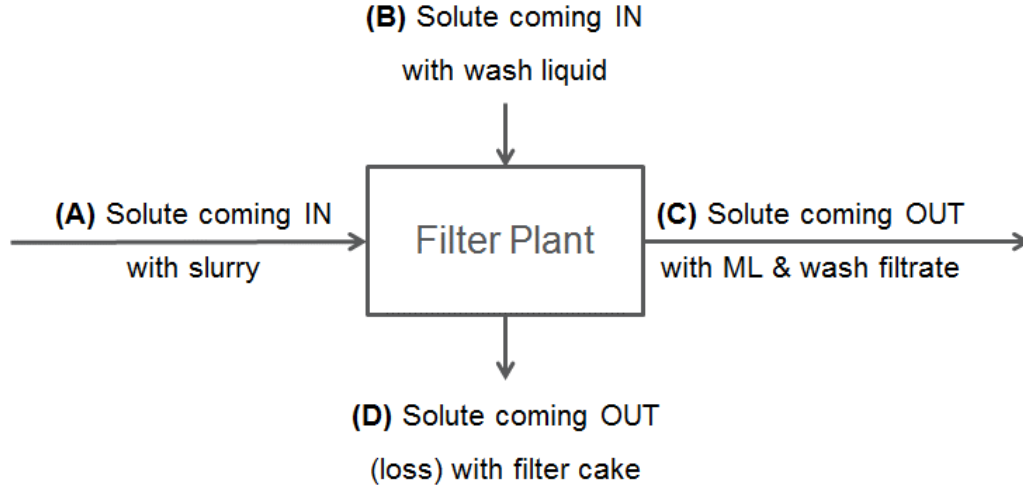 (B) Solute coming IN
with wash liquid
(A) Solute coming IN
with slurry
Filter Plant
(C) Solute coming OUT
with ML & wash filtrate
(D) Solute coming OUT
(loss) with filter cake